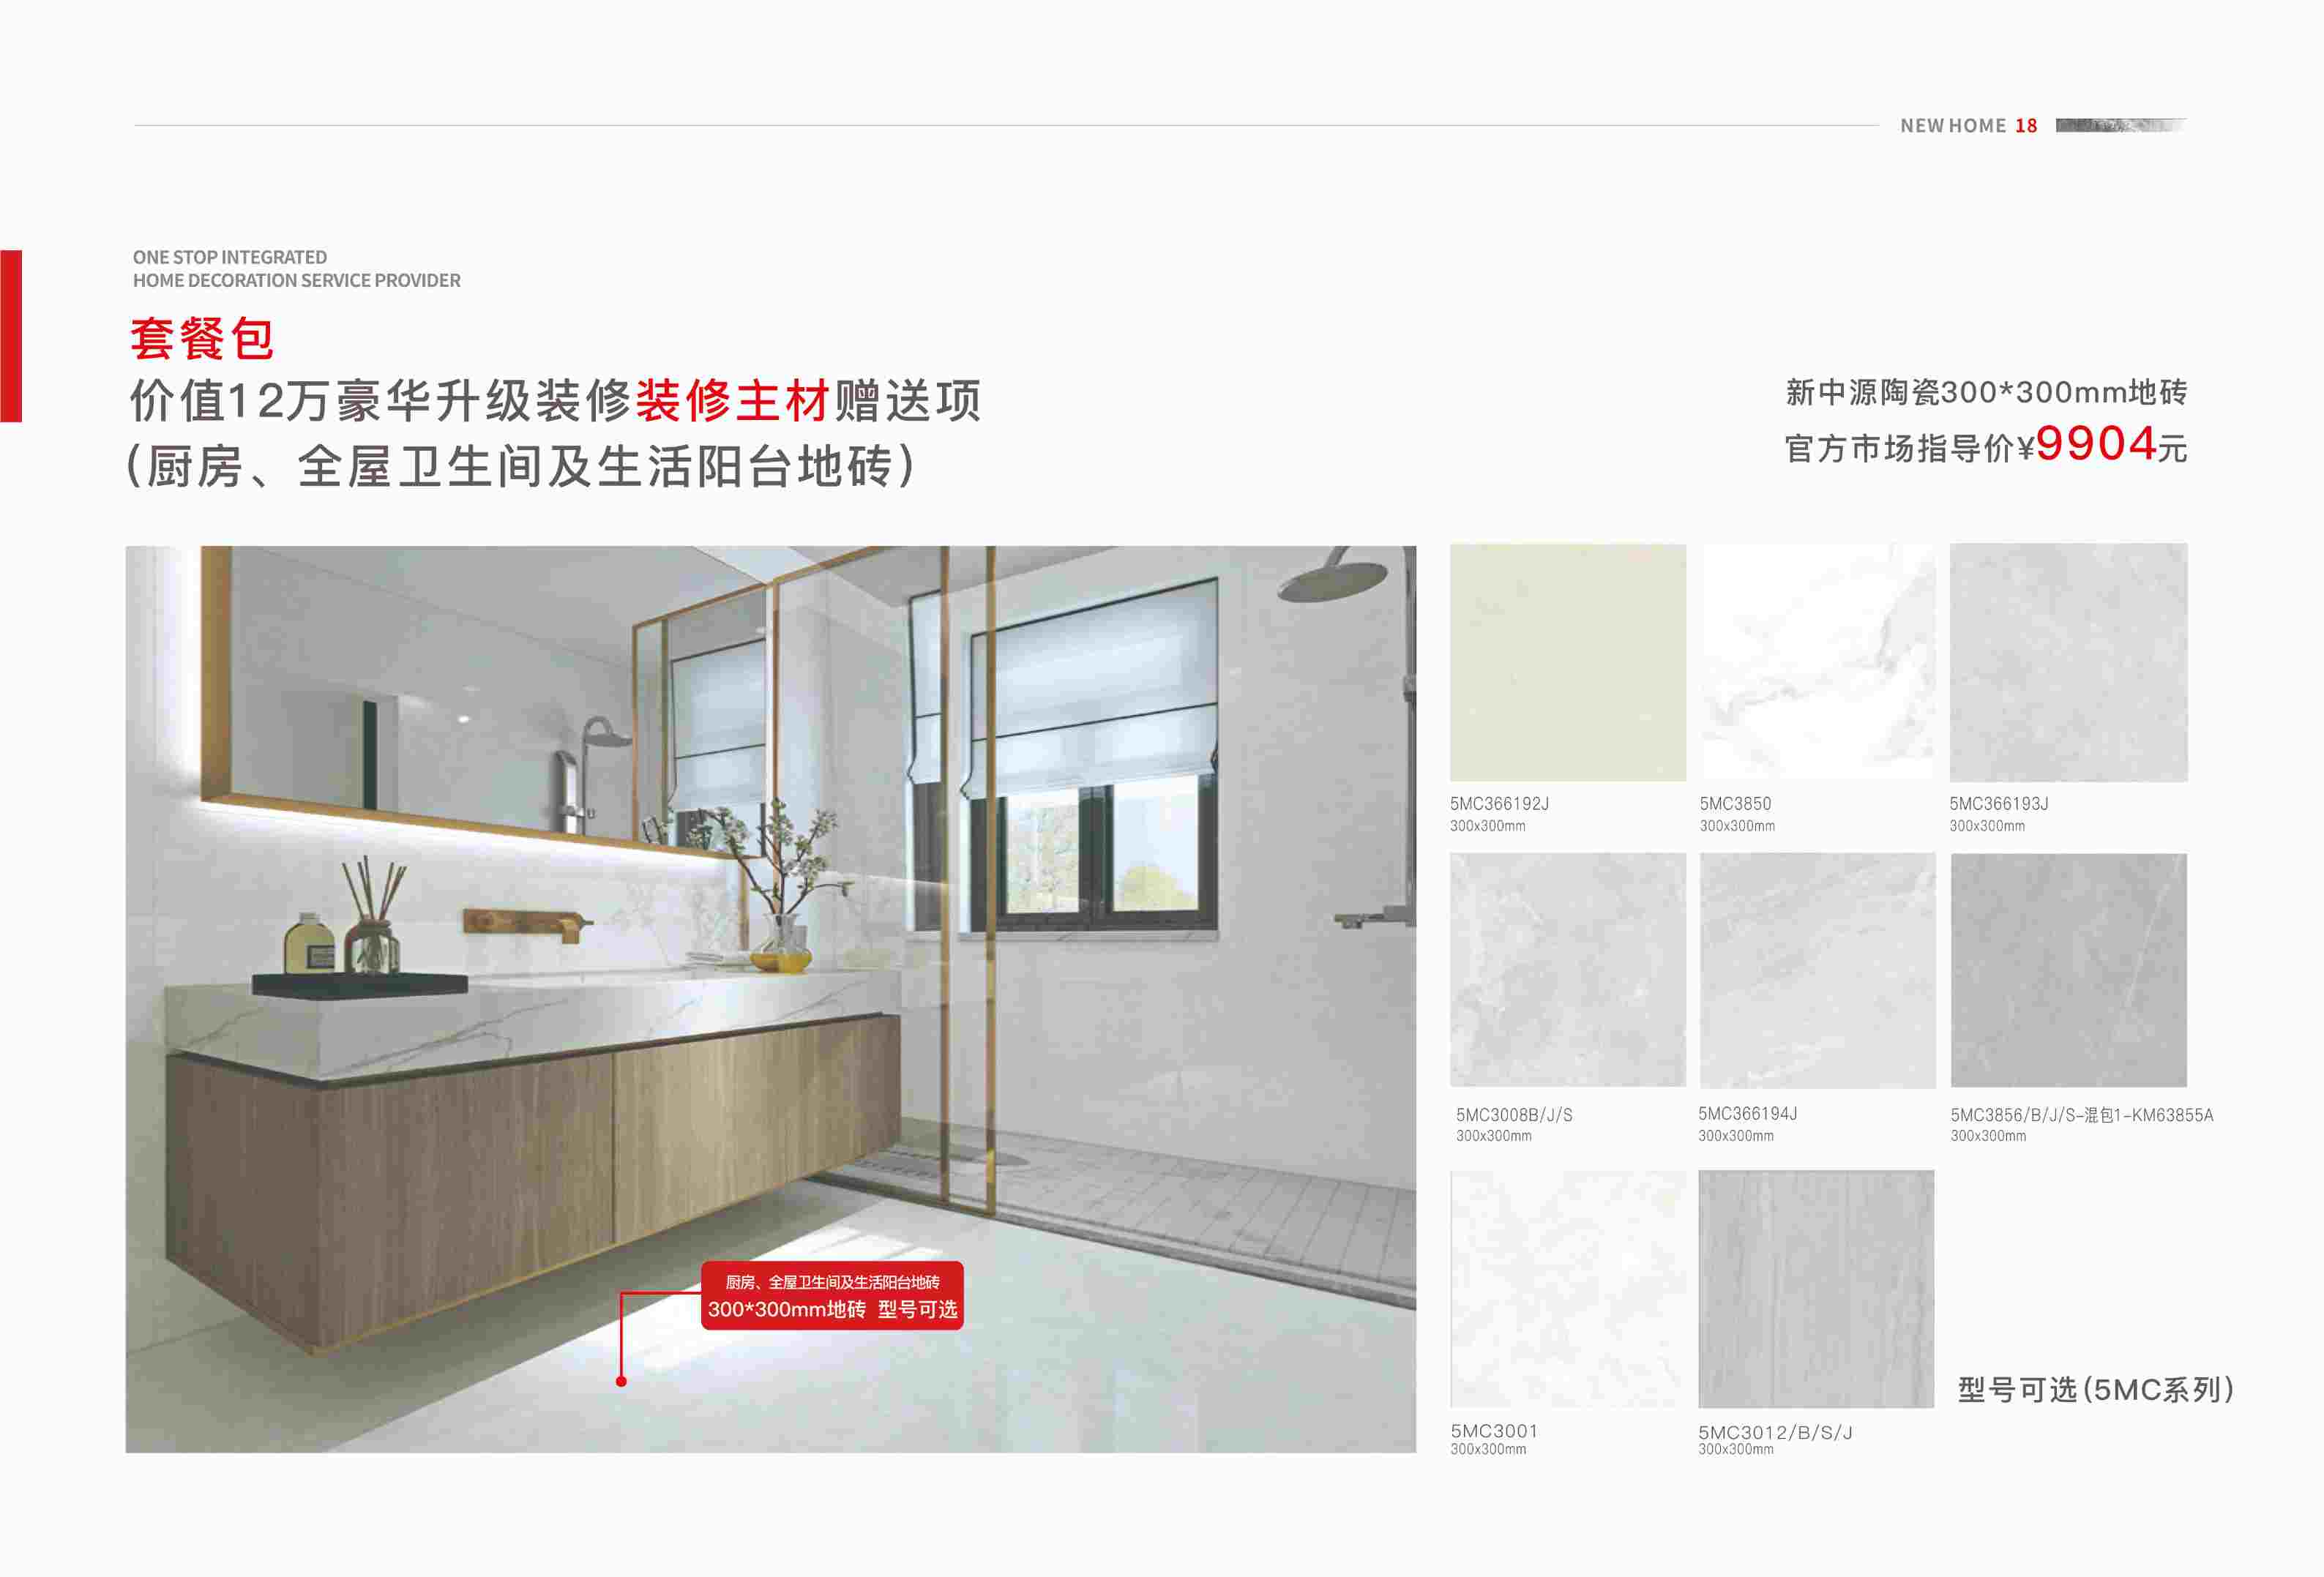 NEW HOME 18
ONE STOP INTEGRATED
HOME DECORATION SERVICE PROVIDER
套餐包
价值12万豪华升级装修装修主材赠送项
（厨房、全屋卫生间及生活阳台地砖）
新中源陶瓷300*300mm地砖
官方市场指导价¥9904元
5MC366192J
300x300mm
5MC3850
300x300mm
5MC366193J
300x300mm
5MC3008B/J/S
300x300mm
5MC366194J
300x300mm
5MC3856/B/J/S-混包1-KM63855A
300x300mm
厨房、全屋卫生间及生活阳台地砖
300*300mm地砖 型号可选
5MC3001
300x300mm
5MC3012/B/S/J
300x300mm
型号可选(5MC系列)